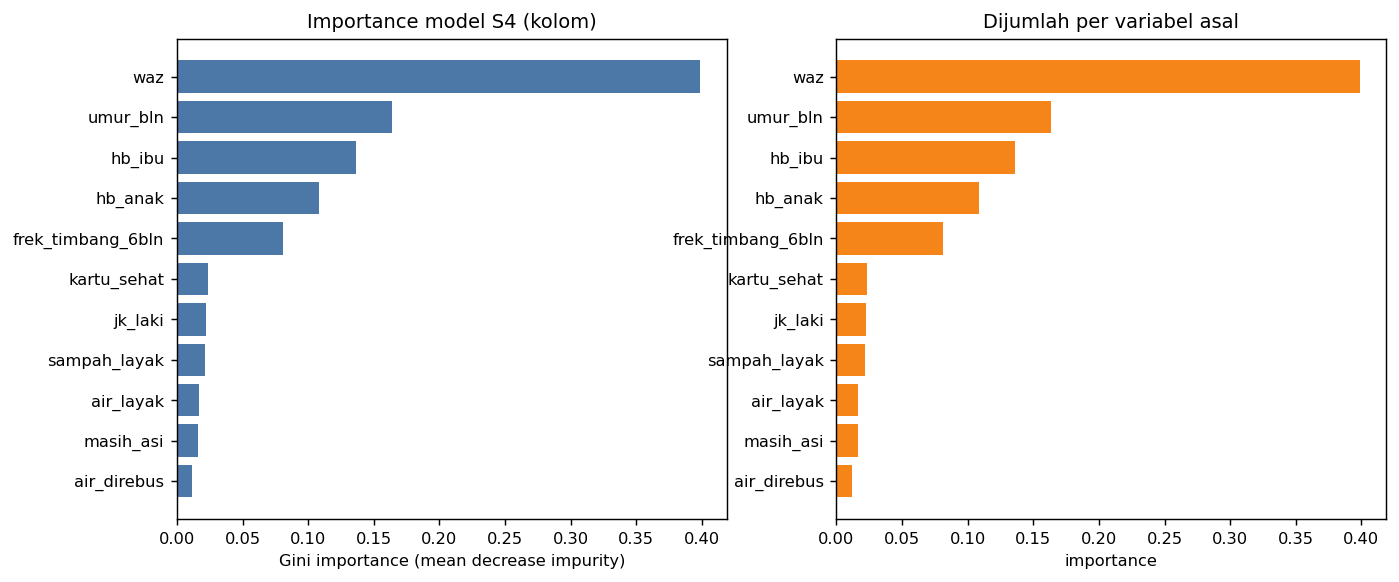 Importance model S4 (kolom)
waz
umur_bln
hb_ibu
hb_anak
frek_timbang_6bln
kartu_sehat
jk_laki
sampah_layak
air_layak
masih_asi
air_direbus
0.00 0.05 0.10 0.15 0.20 0.25 0.30 0.35 0.40
Gini importance (mean decrease impurity)
Dijumlah per variabel asal
waz
umur_bln
hb_ibu
hb_anak
frek_timbang_6bln
kartu_sehat
jk_laki
sampah_layak
air_layak
masih_asi
air_direbus
0.00 0.05 0.10 0.15 0.20 0.25 0.30 0.35 0.40
importance